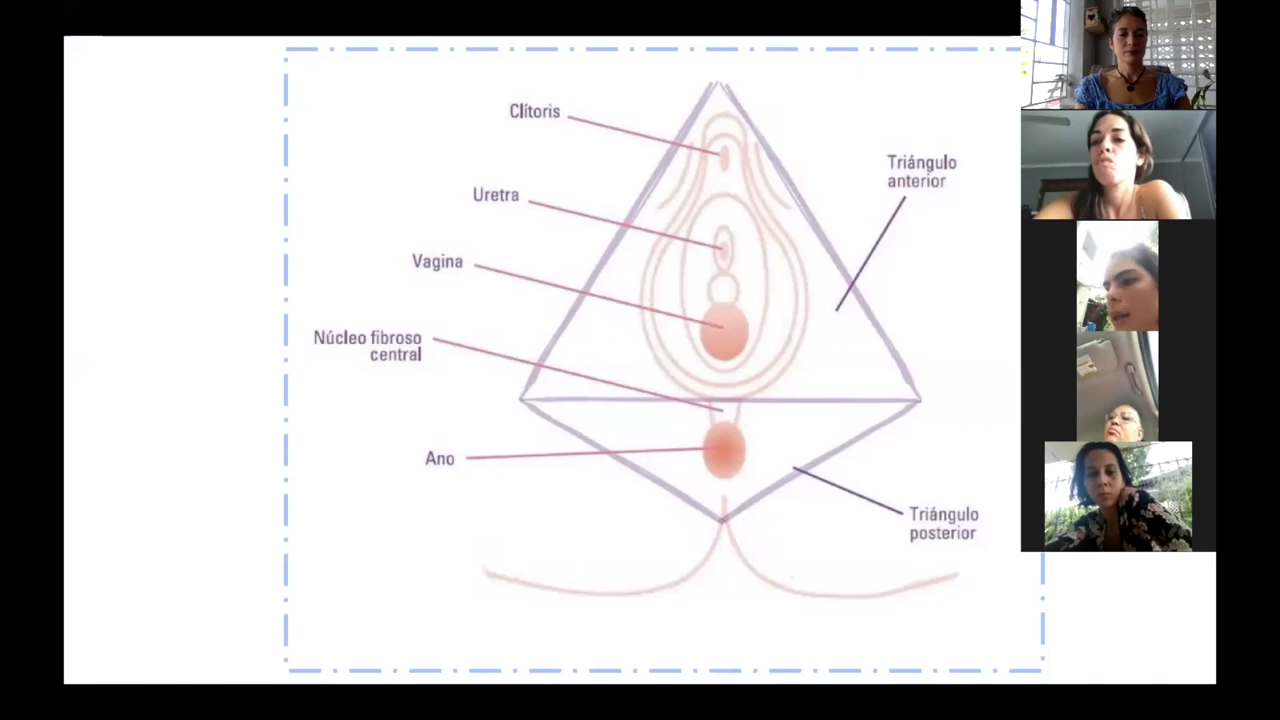 Clítoris
Uretra
Vagina
Núcleo fibroso
central
Ano
Triángulo
anterior
Triángulo
posterior